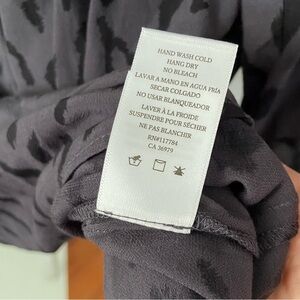 HAND WASH COLD
HANG DRY
NO BLEACH
LAVAR A MANO EN AGUA FRÍA
SECAR COLGADO
NO USAR BLANQUEADOR
LAVER À LA FROIDE
SUSPENDRE POUR SÉCHER
NE PAS BLANCHIR
RN#117784
CA 36979